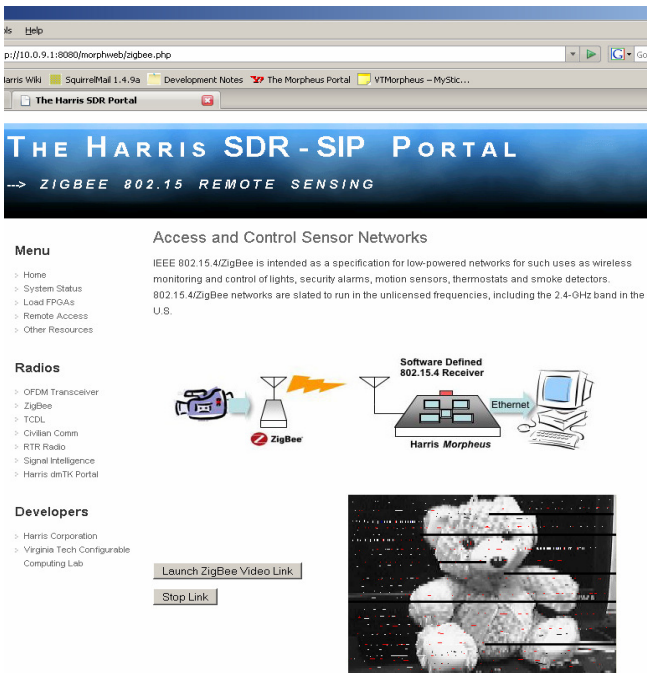 Help
p://10.0.9.1:8080/morphweb/zigbee.php
Harris Wiki SquirrelMail 1.4.9a Development Notes The Morpheus Portal VTMorpheus – MyStic...
The Harris SDR Portal
THE HARRIS SDR - SIP PORTAL
---> ZIGBEE 802.15 REMOTE SENSING
Menu
Home
System Status
Load FPGAs
Remote Access
Other Resources
Radios
OFDM Transceiver
ZigBee
TCDL
Civilian Comm
RTR Radio
Signal Intelligence
Harris dmTK Portal
Developers
Harris Corporation
Virginia Tech Configurable
Computing Lab
Access and Control Sensor Networks
IEEE 802.15.4/ZigBee is intended as a specification for low-powered networks for such uses as wireless
monitoring and control of lights, security alarms, motion sensors, thermostats and smoke detectors.
802.15.4/ZigBee networks are slated to run in the unlicensed frequencies, including the 2.4-GHz band in the
U.S.
Software Defined
802.15.4 Receiver
Ethernet
ZigBee
Harris Morpheus
Launch ZigBee Video Link
Stop Link